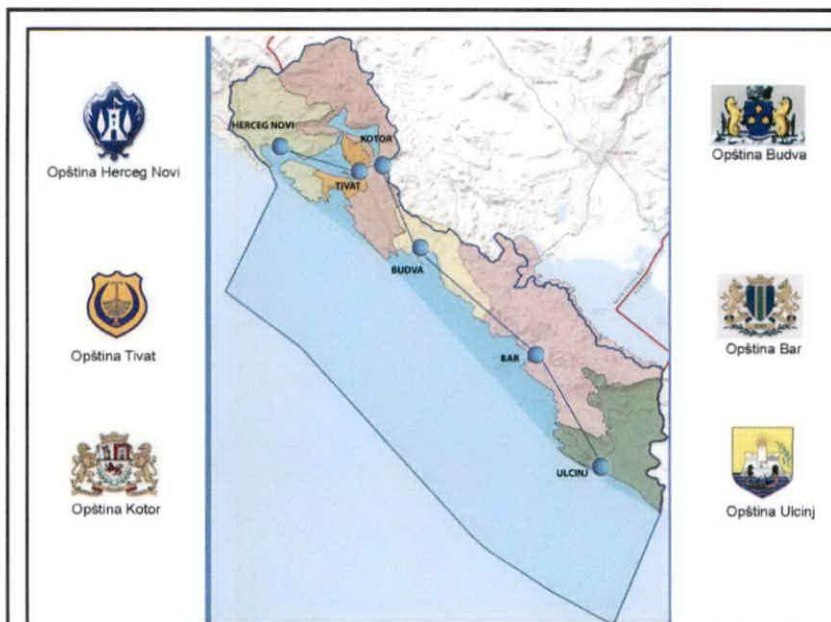 Opština Herceg Novi
Opština Tivat
Opština Kotor
HERCEG NOVI
KOTOR
TIVAT
BUDVA
BAR
ULCINJ
Opština Budva
Opština Bar
Opština Ulcinj